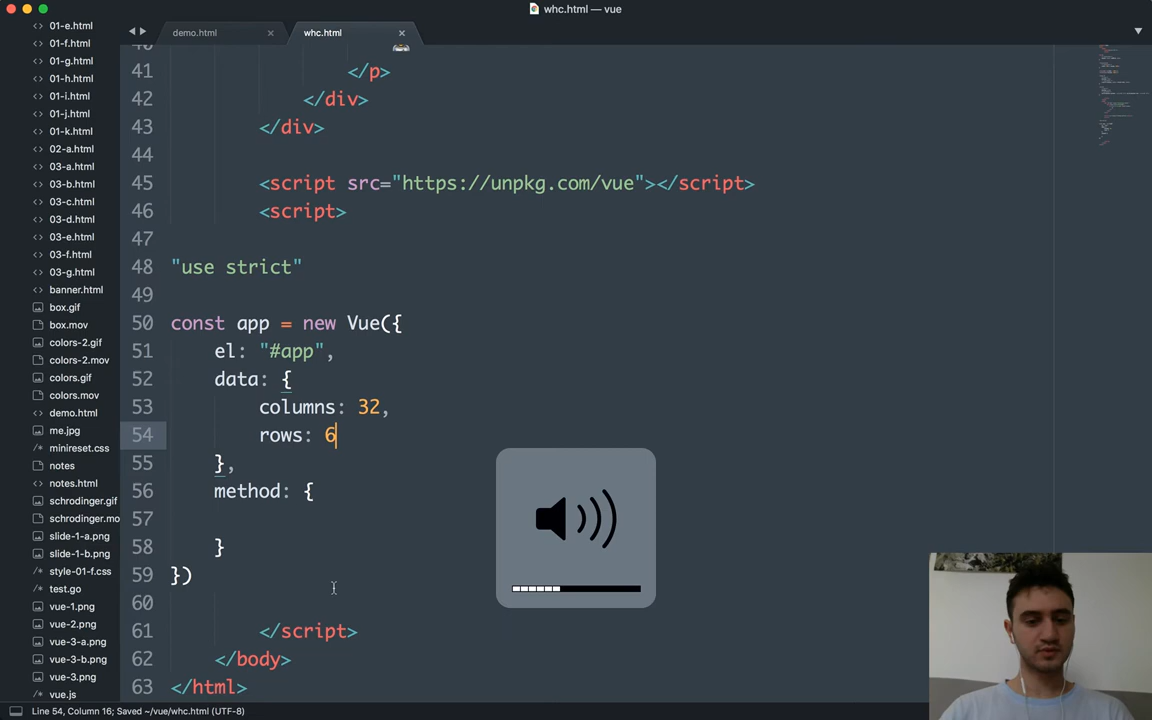 whc.html — vue
demo.html
whc.html
01-e.html
01-f.html
01-g.html
01-h.html
01-i.html
01-j.html
01-k.html
02-a.html
03-a.html
03-b.html
03-c.html
03-d.html
03-e.html
03-f.html
03-g.html
banner.html
box.gif
box.mov
colors-2.gif
colors-2.mov
colors.gif
colors.mov
demo.html
me.jpg
minireset.css
notes
notes.html
schrodinger.gif
schrodinger.mo
slide-1-a.png
slide-1-b.png
style-01-f.css
test.go
vue-1.png
vue-2.png
vue-3-a.png
vue-3-b.png
vue-3.png
vue.js
40
41 </p>
42 </div>
43 </div>
44
45 <script src="https://unpkg.com/vue"></script>
46 <script>
47
48 "use strict"
49
50 const app = new Vue({
51 el: "#app",
52 data: {
53 columns: 32,
54 rows: 6
55 },
56 method: {
57
58 }
59 })
60
61 </script>
62 </body>
63 </html>
Line 54, Column 16; Saved ~/vue/whc.html (UTF-8)